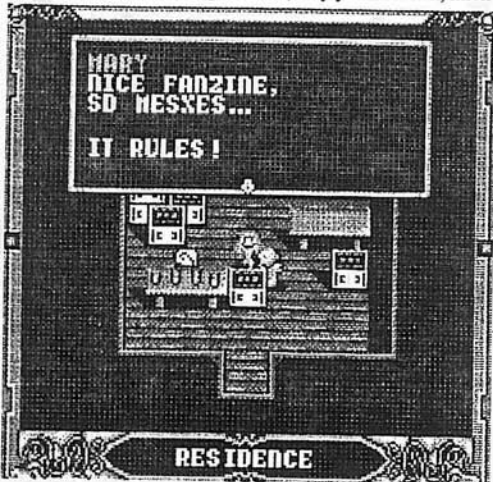 MARY
NICE FANZINE,
SD MESXES...
IT RULES!
RESIDENCE